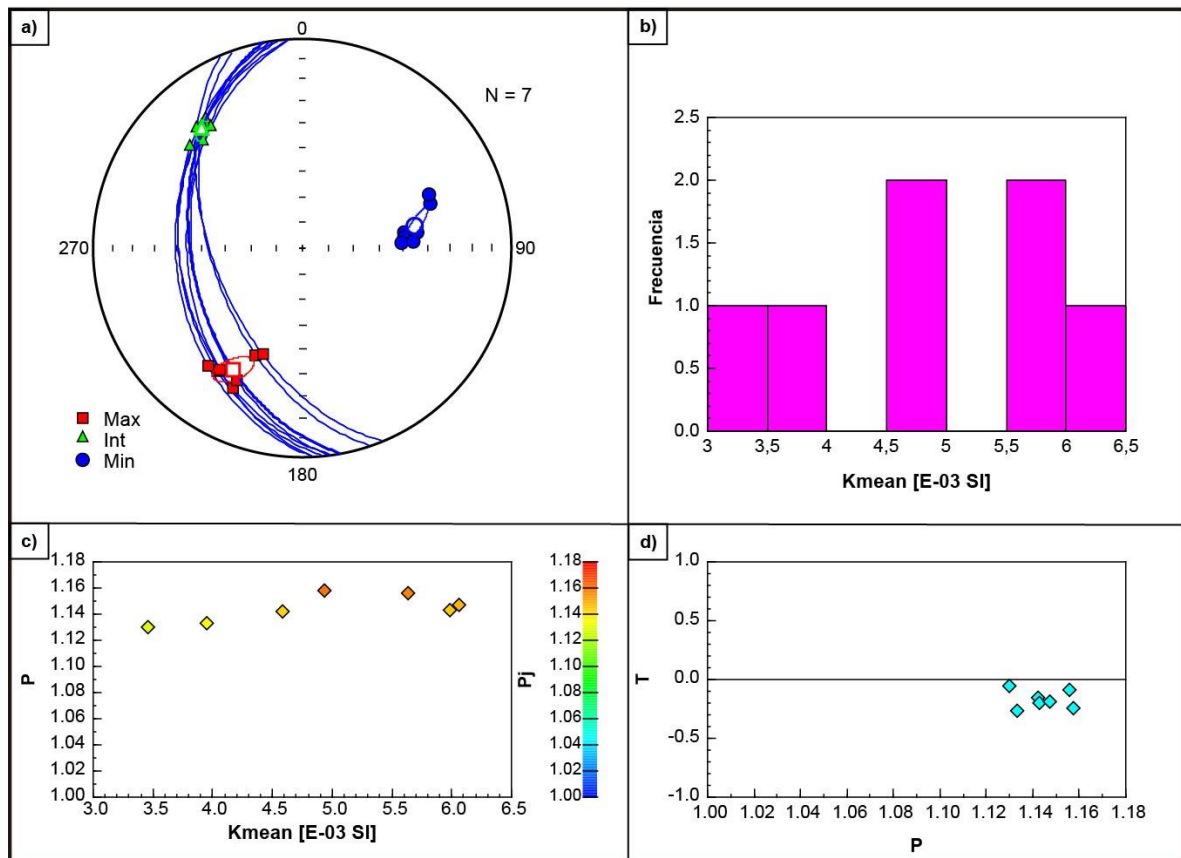 a)
0
N = 7
270
90
180
Max
Int
Min
b)
2.5
2.0
1.5
1.0
0.5
0.0
Frecuencia
3 3,5 4 4,5 5 5,5 6 6,5
Kmean [E-03 SI]
c)
1.18
1.16
1.14
1.12
1.10
1.08
1.06
1.04
1.02
1.00
P
3.0 3.5 4.0 4.5 5.0 5.5 6.0 6.5
Kmean [E-03 SI]
1.18
1.16
1.14
1.12
1.10
1.08
1.06
1.04
1.02
1.00
Pj
d)
1.0
0.5
0.0
-0.5
-1.0
T
1.00 1.02 1.04 1.06 1.08 1.10 1.12 1.14 1.16 1.18
P